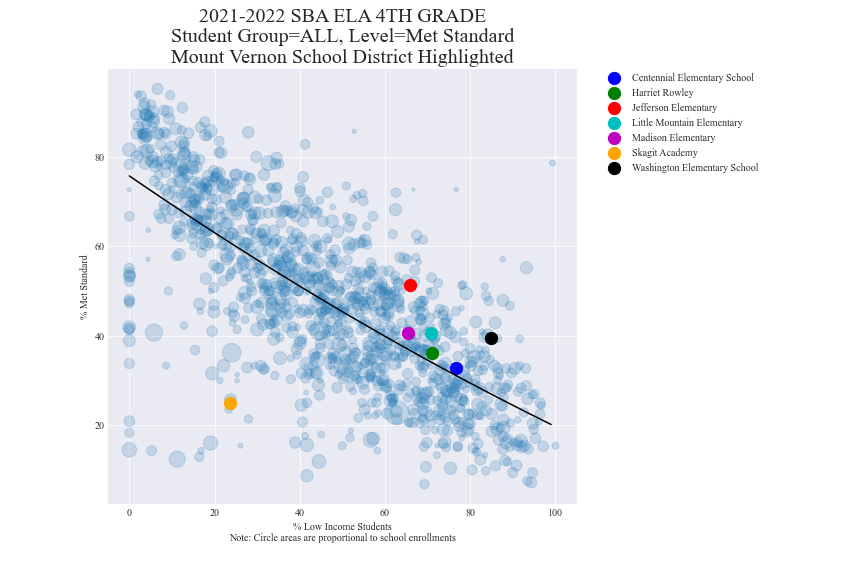 2021-2022 SBA ELA 4TH GRADE
Student Group=ALL, Level=Met Standard
Mount Vernon School District Highlighted
Centennial Elementary School
Harriet Rowley
Jefferson Elementary
Little Mountain Elementary
Madison Elementary
Skagit Academy
Washington Elementary School
% Met Standard
80
60
40
20
0 20 40 60 80 100
% Low Income Students
Note: Circle areas are proportional to school enrollments